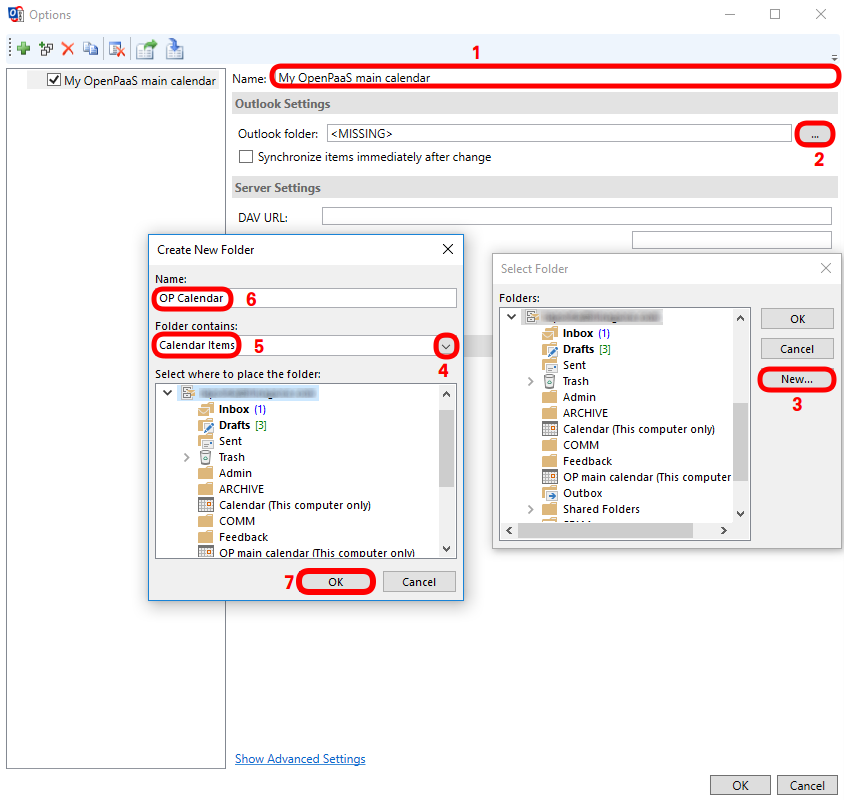 Options
1
My OpenPaaS main calendar
Name: My OpenPaaS main calendar
Outlook Settings
Outlook folder: <MISSING> ...
2
Synchronize items immediately after change
Server Settings
DAV URL:
Create New Folder
Name:
OP Calendar 6
Folder contains:
Calendar Items 5
4
Select where to place the folder:
Inbox (1)
Drafts [3]
Sent
Trash
Admin
ARCHIVE
Calendar (This computer only)
COMM
Feedback
OP main calendar (This computer only)
7 OK Cancel
Select Folder
Folders:
OK
Cancel
New...
3
Inbox (1)
Drafts [3]
Sent
Trash
Admin
ARCHIVE
Calendar (This computer only)
COMM
Feedback
OP main calendar (This computer
Outbox
Shared Folders
Show Advanced Settings
OK Cancel